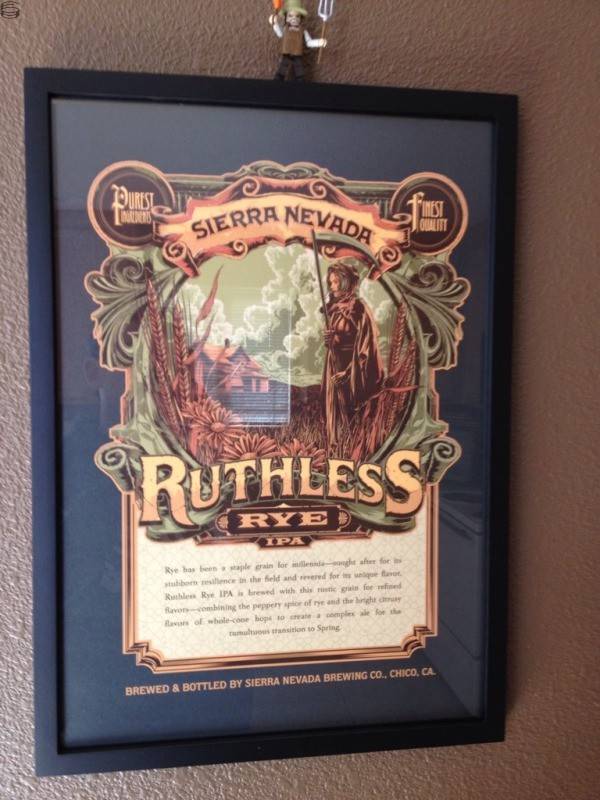 PUREST
INGREDIENTS
FINEST
QUALITY
SIERRA NEVADA
RUTHLESS
RYE
IPA
Rye has been a staple grain for millennia—sought after for its
stubborn resilience in the field and revered for its unique flavor.
Ruthless Rye IPA is brewed with this rustic grain for refined
flavors—combining the peppery spice of rye and the bright citrusy
flavors of whole-cone hops to create a complex ale for the
tumultuous transition to Spring.
BREWED & BOTTLED BY SIERRA NEVADA BREWING CO., CHICO, CA.